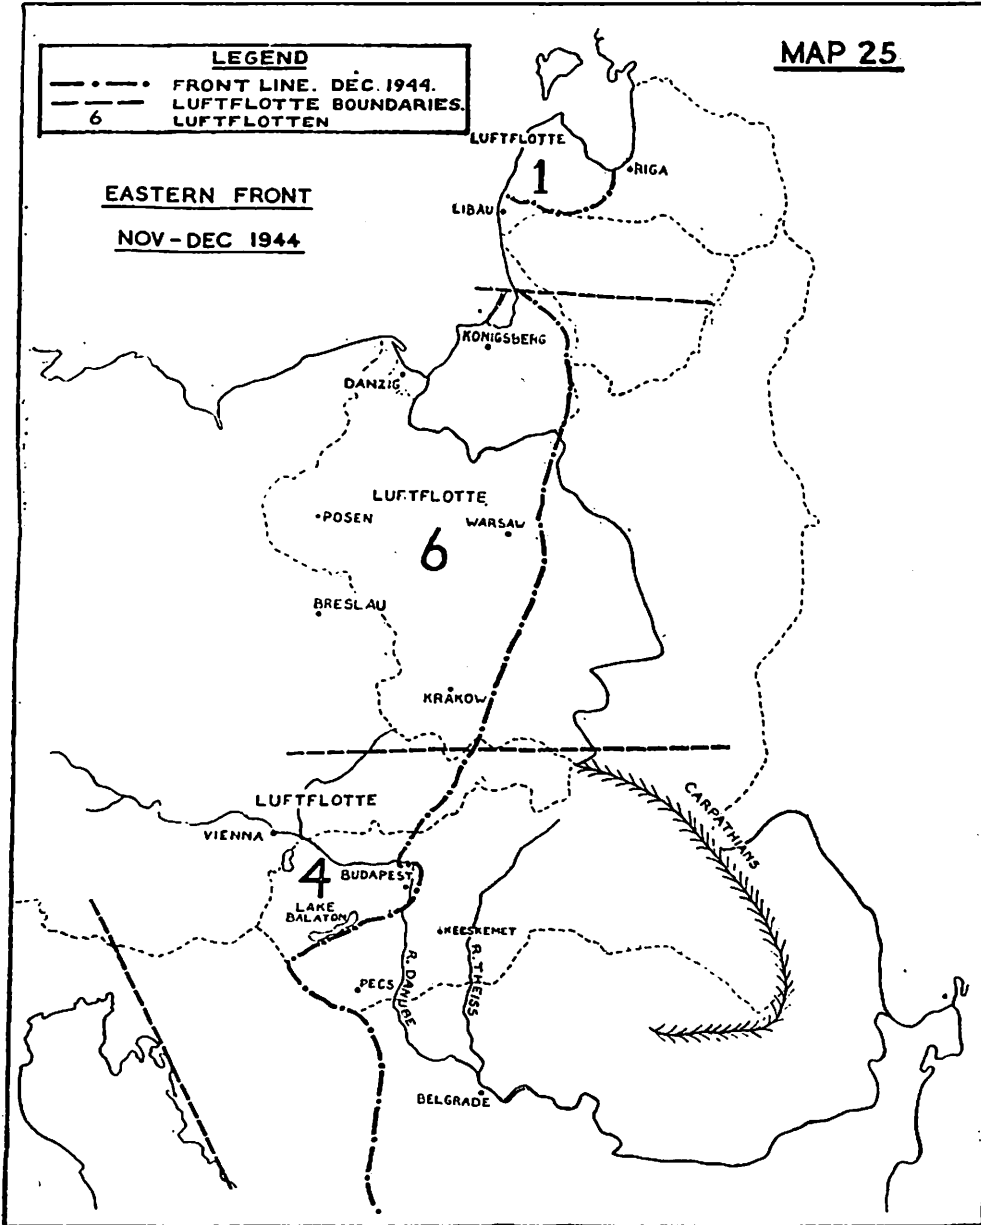 MAP 25
LEGEND
FRONT LINE. DEC. 1944.
LUFTFLOTTE BOUNDARIES.
6 LUFTFLOTTEN
EASTERN FRONT
NOV-DEC 1944
LUFTFLOTTE
1
RIGA
LIBAU
KONIGSBERG
DANZIG
LUFTFLOTTE
6
POSEN
WARSAW
BRESLAU
KRAKOW
CARPATHIANS
LUFTFLOTTE
4
VIENNA
BUDAPEST
LAKE
BALATON
KEESKEMET
R. DANUBE
R. THEISS
PECS
BELGRADE